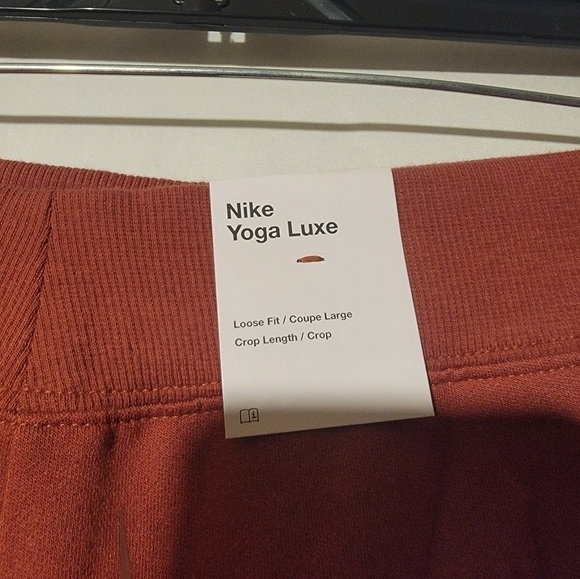 Nike
Yoga Luxe
Loose Fit / Coupe Large
Crop Length / Crop
i